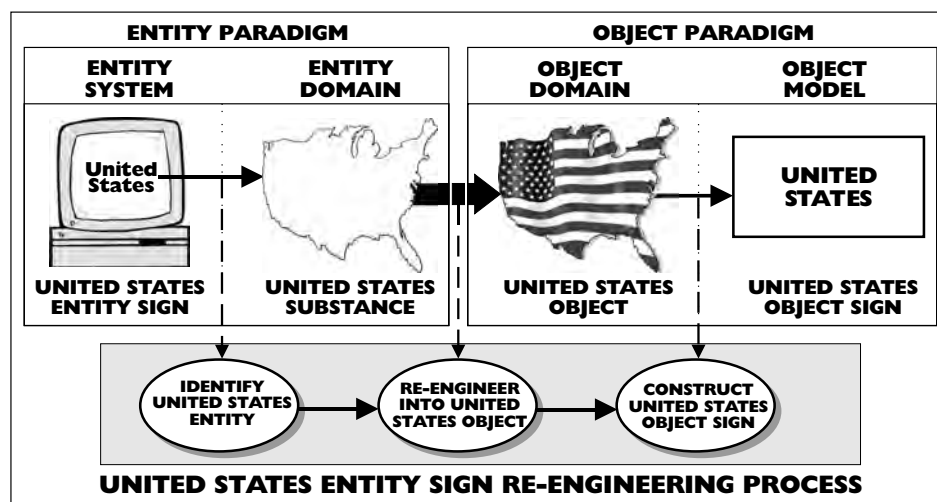 ENTITY PARADIGM
OBJECT PARADIGM
ENTITY
SYSTEM
ENTITY
DOMAIN
OBJECT
DOMAIN
OBJECT
MODEL
United
States
UNITED
STATES
UNITED STATES
ENTITY SIGN
UNITED STATES
SUBSTANCE
UNITED STATES
OBJECT
UNITED STATES
OBJECT SIGN
IDENTIFY
UNITED STATES
ENTITY
RE-ENGINEER
INTO UNITED
STATES OBJECT
CONSTRUCT
UNITED STATES
OBJECT SIGN
UNITED STATES ENTITY SIGN RE-ENGINEERING PROCESS